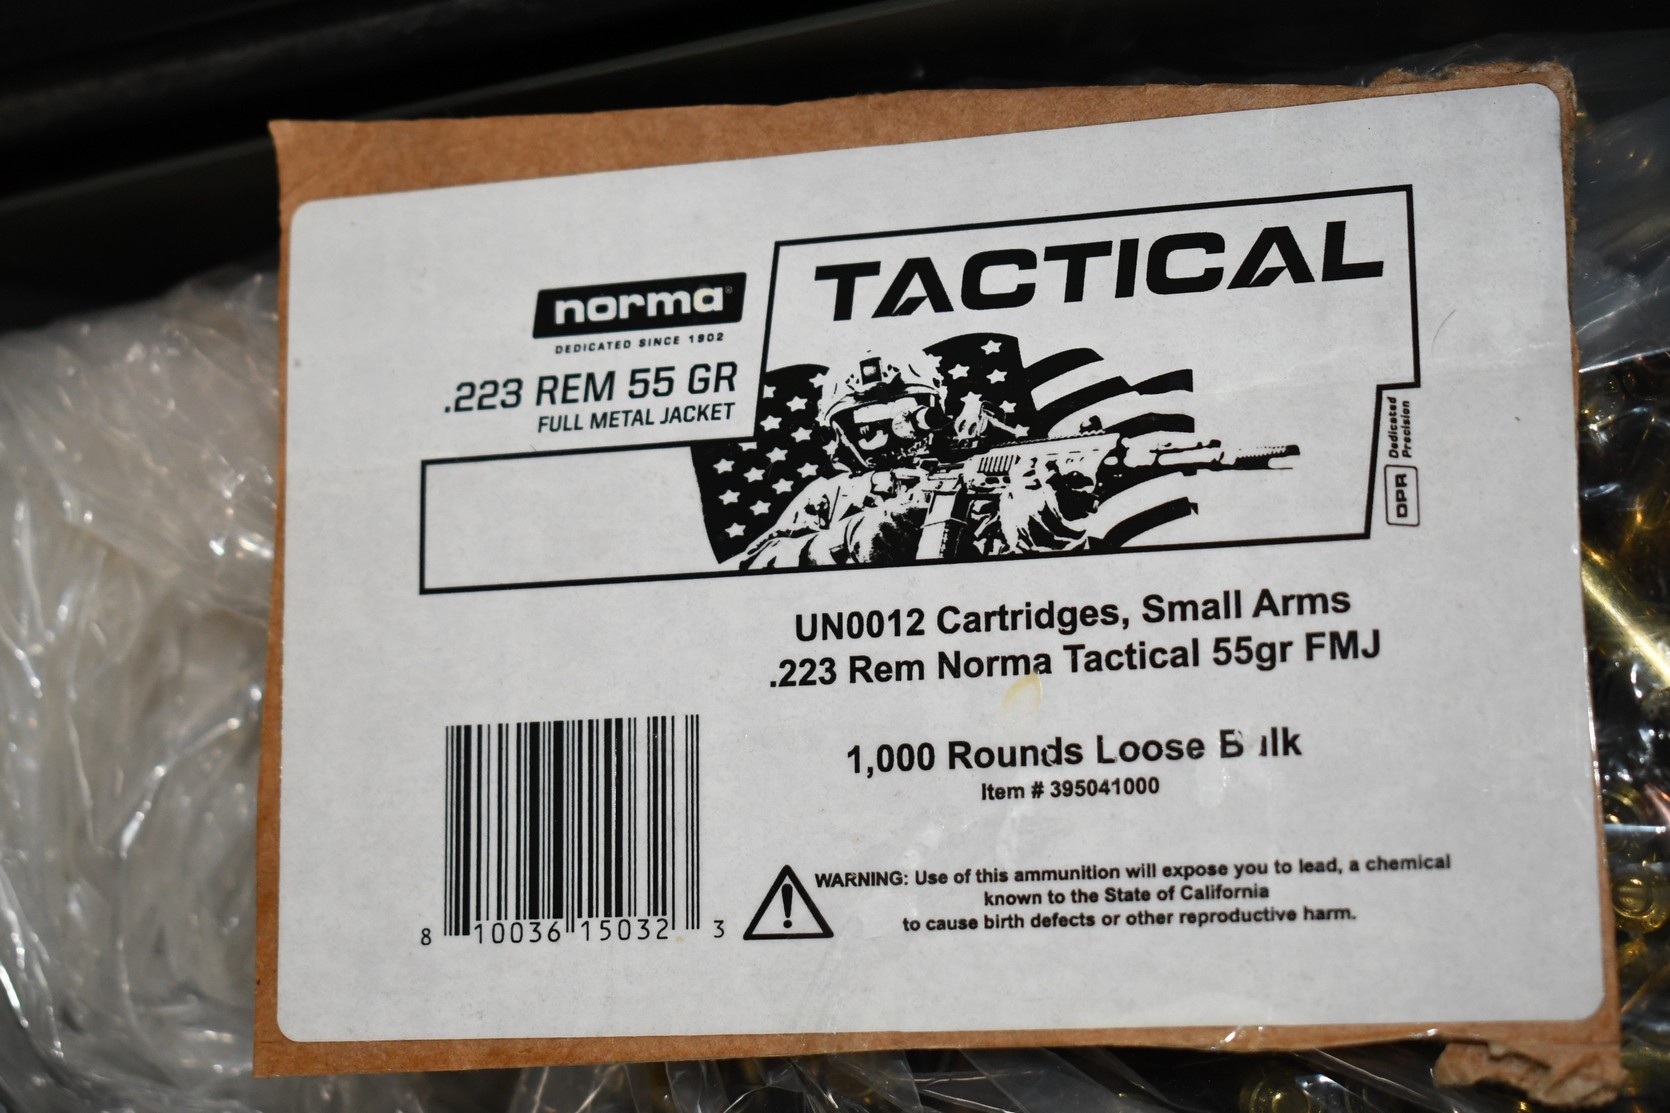 norma®
DEDICATED SINCE 1902
.223 REM 55 GR
FULL METAL JACKET
TACTICAL
Dedicated
Precision
DPR
UN0012 Cartridges, Small Arms
.223 Rem Norma Tactical 55gr FMJ
1,000 Rounds Loose B lk
Item # 395041000
8 10036 15032 3
WARNING: Use of this ammunition will expose you to lead, a chemical
known to the State of California
to cause birth defects or other reproductive harm.